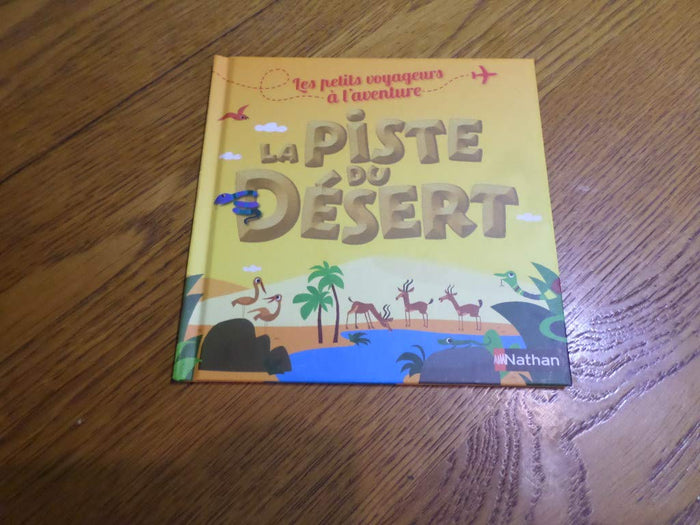 Les petits voyageurs
à l'aventure
LA PISTE
DU
DÉSERT
Nathan